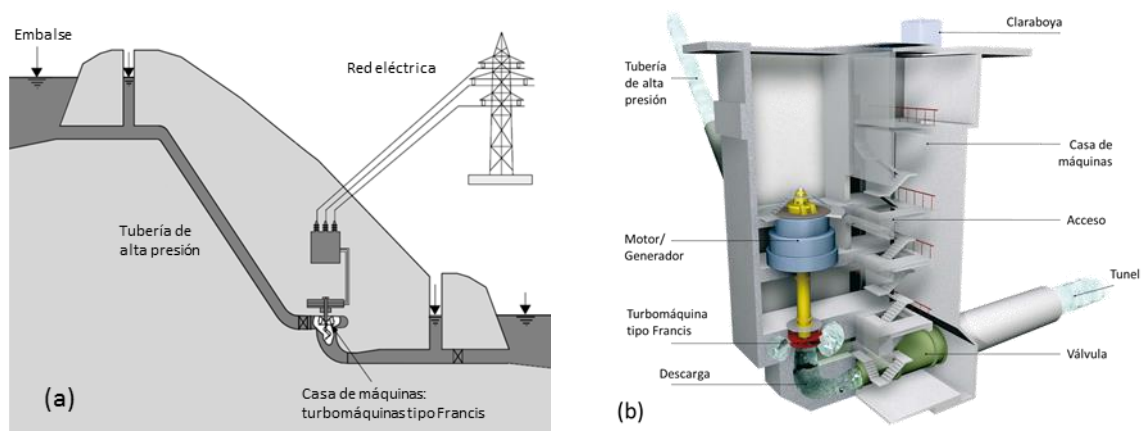 Embalse
Red eléctrica
Tubería de
alta presión
Casa de máquinas:
turbomáquinas tipo Francis
(a)
Claraboya
Tubería
de alta
presión
Casa de
máquinas
Acceso
Motor/
Generador
Tunel
Turbomáquina
tipo Francis
Válvula
Descarga
(b)